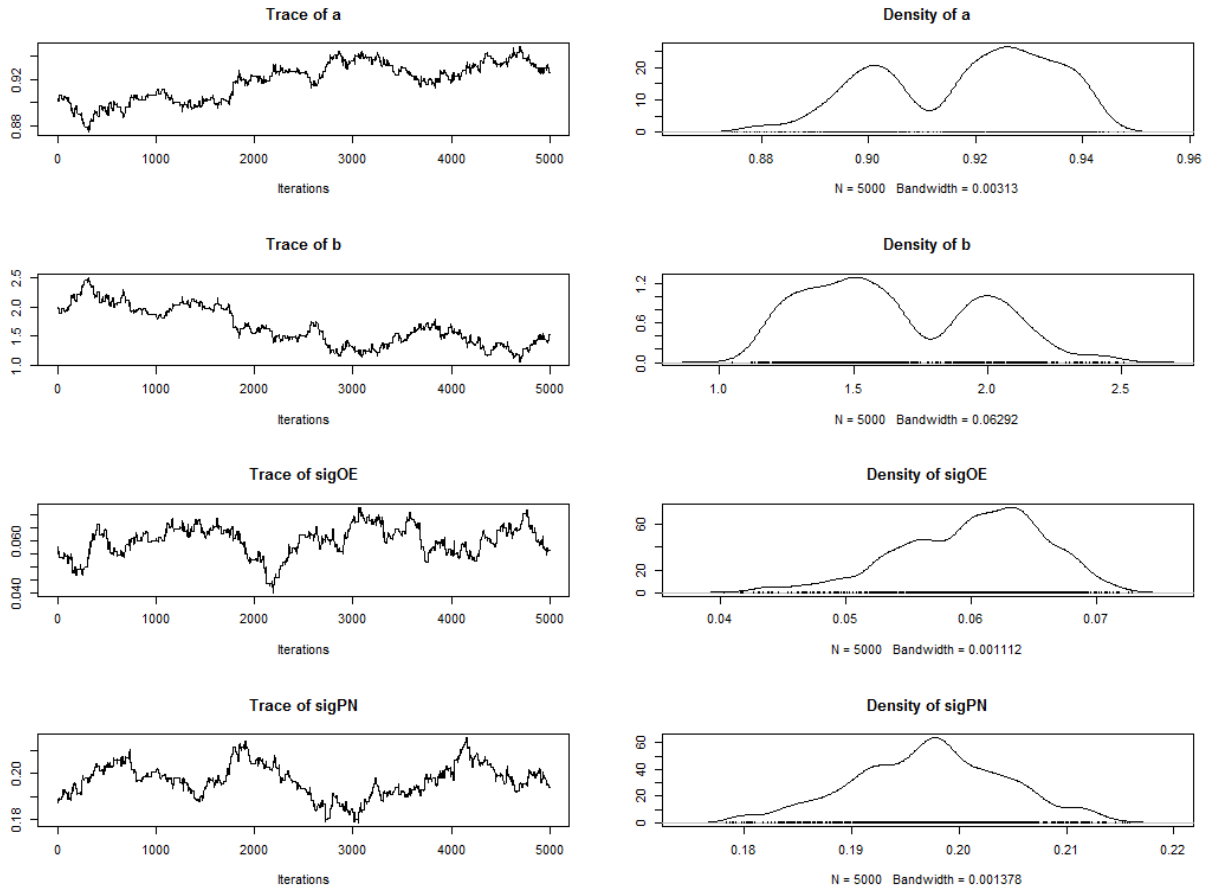 Trace of a
0.88 0.92
0 1000 2000 3000 4000 5000
Iterations
Density of a
0 10 20
0.88 0.90 0.92 0.94 0.96
N = 5000 Bandwidth = 0.00313
Trace of b
1.0 1.5 2.0 2.5
0 1000 2000 3000 4000 5000
Iterations
Density of b
0.0 0.6 1.2
1.0 1.5 2.0 2.5
N = 5000 Bandwidth = 0.06292
Trace of sigOE
0.040 0.060
0 1000 2000 3000 4000 5000
Iterations
Density of sigOE
0 20 40 60
0.04 0.05 0.06 0.07
N = 5000 Bandwidth = 0.001112
Trace of sigPN
0.18 0.20
0 1000 2000 3000 4000 5000
Iterations
Density of sigPN
0 10 20 30 40 50 60
0.18 0.19 0.20 0.21 0.22
N = 5000 Bandwidth = 0.001378